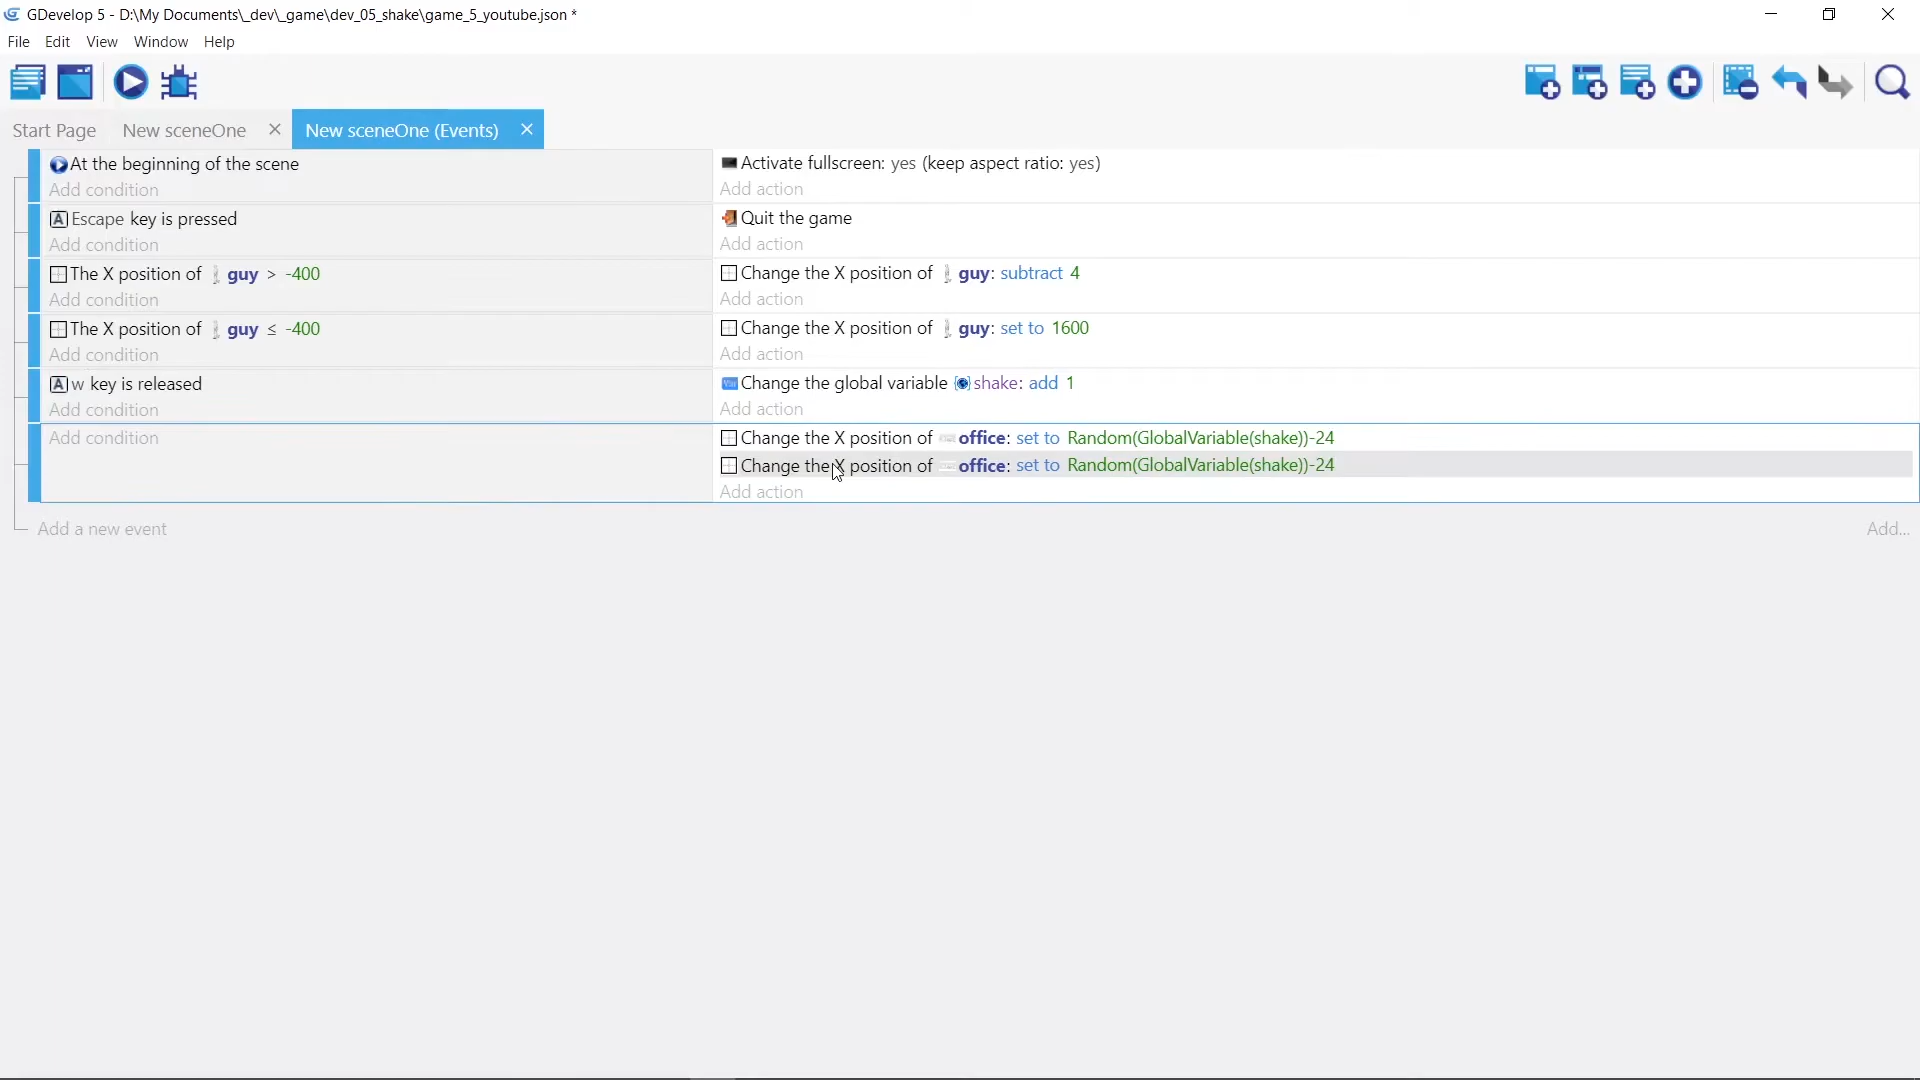 GDevelop 5 - D:\My Documents\_dev\_game\dev_05_shake\game_5_youtube.json *
File Edit View Window Help
Start Page New sceneOne New sceneOne (Events)
At the beginning of the scene Activate fullscreen: yes (keep aspect ratio: yes)
Add condition Add action
A Escape key is pressed Quit the game
Add condition Add action
The X position of guy > -400 Change the X position of guy: subtract 4
Add condition Add action
The X position of guy ≤ -400 Change the X position of guy: set to 1600
Add condition Add action
A w key is released Var Change the global variable shake: add 1
Add condition Add action
Add condition Change the X position of office: set to Random(GlobalVariable(shake))-24
Change the X position of office: set to Random(GlobalVariable(shake))-24
Add action
Add a new event Add...